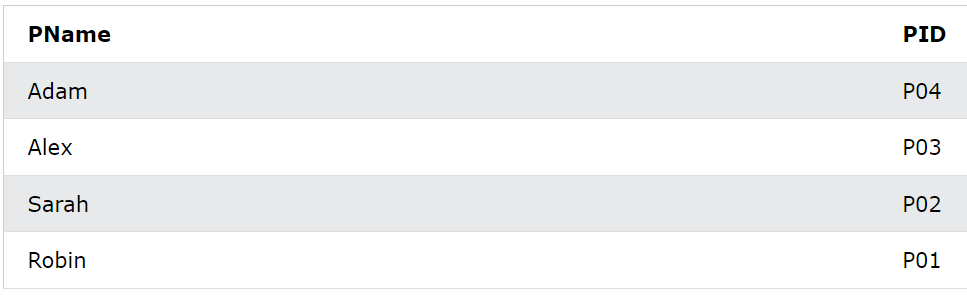 PName PID
Adam P04
Alex P03
Sarah P02
Robin P01